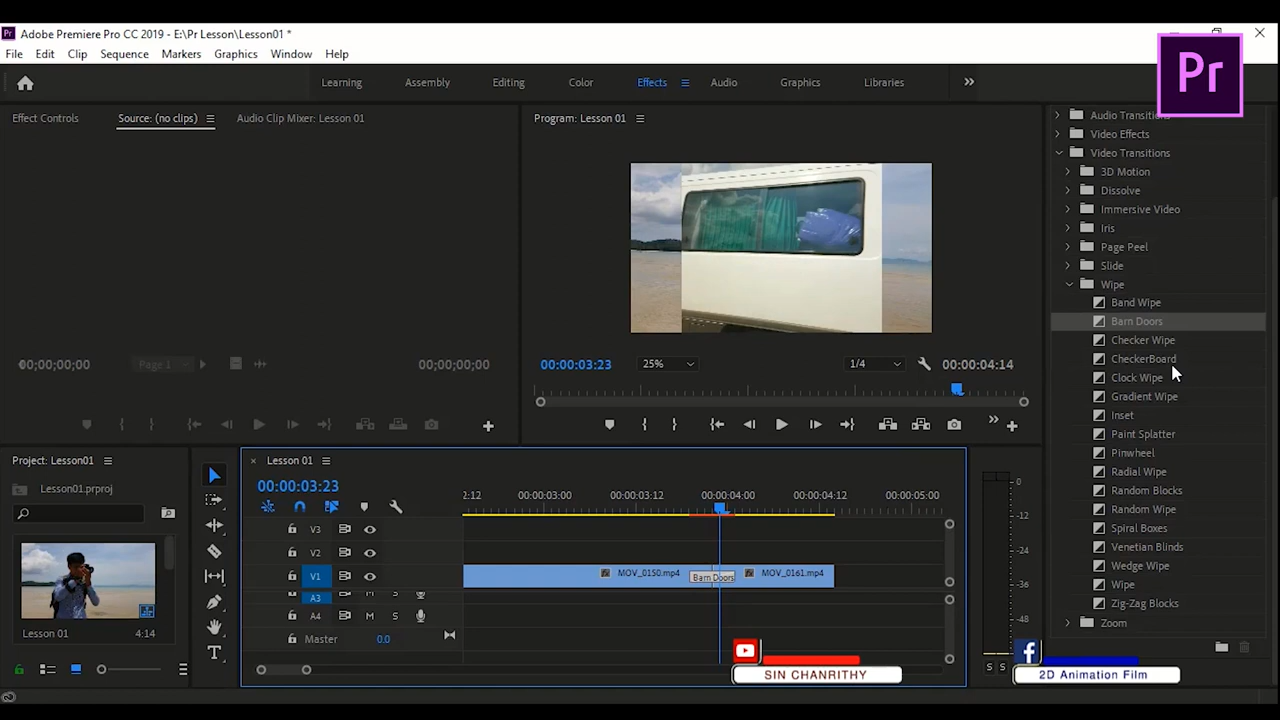 Pr Adobe Premiere Pro CC 2019 - E:\Pr Lesson\Lesson01 *
File Edit Clip Sequence Markers Graphics Window Help
Pr
Learning Assembly Editing Color Effects Audio Graphics Libraries
Effect Controls Source: (no clips) Audio Clip Mixer: Lesson 01
Program: Lesson 01
Video Effects
Video Transitions
3D Motion
Dissolve
Immersive Video
Iris
Page Peel
Slide
Wipe
Band Wipe
Barn Doors
Checker Wipe
CheckerBoard
Clock Wipe
Gradient Wipe
Inset
Paint Splatter
Pinwheel
Radial Wipe
Random Blocks
Random Wipe
Spiral Boxes
Venetian Blinds
Wedge Wipe
Wipe
Zig-Zag Blocks
Zoom
00;00;00;00 Page 1 00;00;00;00
00:00:03:23 25% 1/4 00:00:04:14
Project: Lesson01
Lesson01.prproj
Lesson 01 4:14
Lesson 01
00:00:03:23
2:12 00:00:03:00 00:00:03:12 00:00:04:00 00:00:04:12 00:00:05:00
V3
V2
V1 MOV_0150.mp4 Barn Doors MOV_0161.mp4
A3 M S
A4 M S
Master 0.0
0
-12
-24
-36
-48
S S
SIN CHANRITHY
2D Animation Film